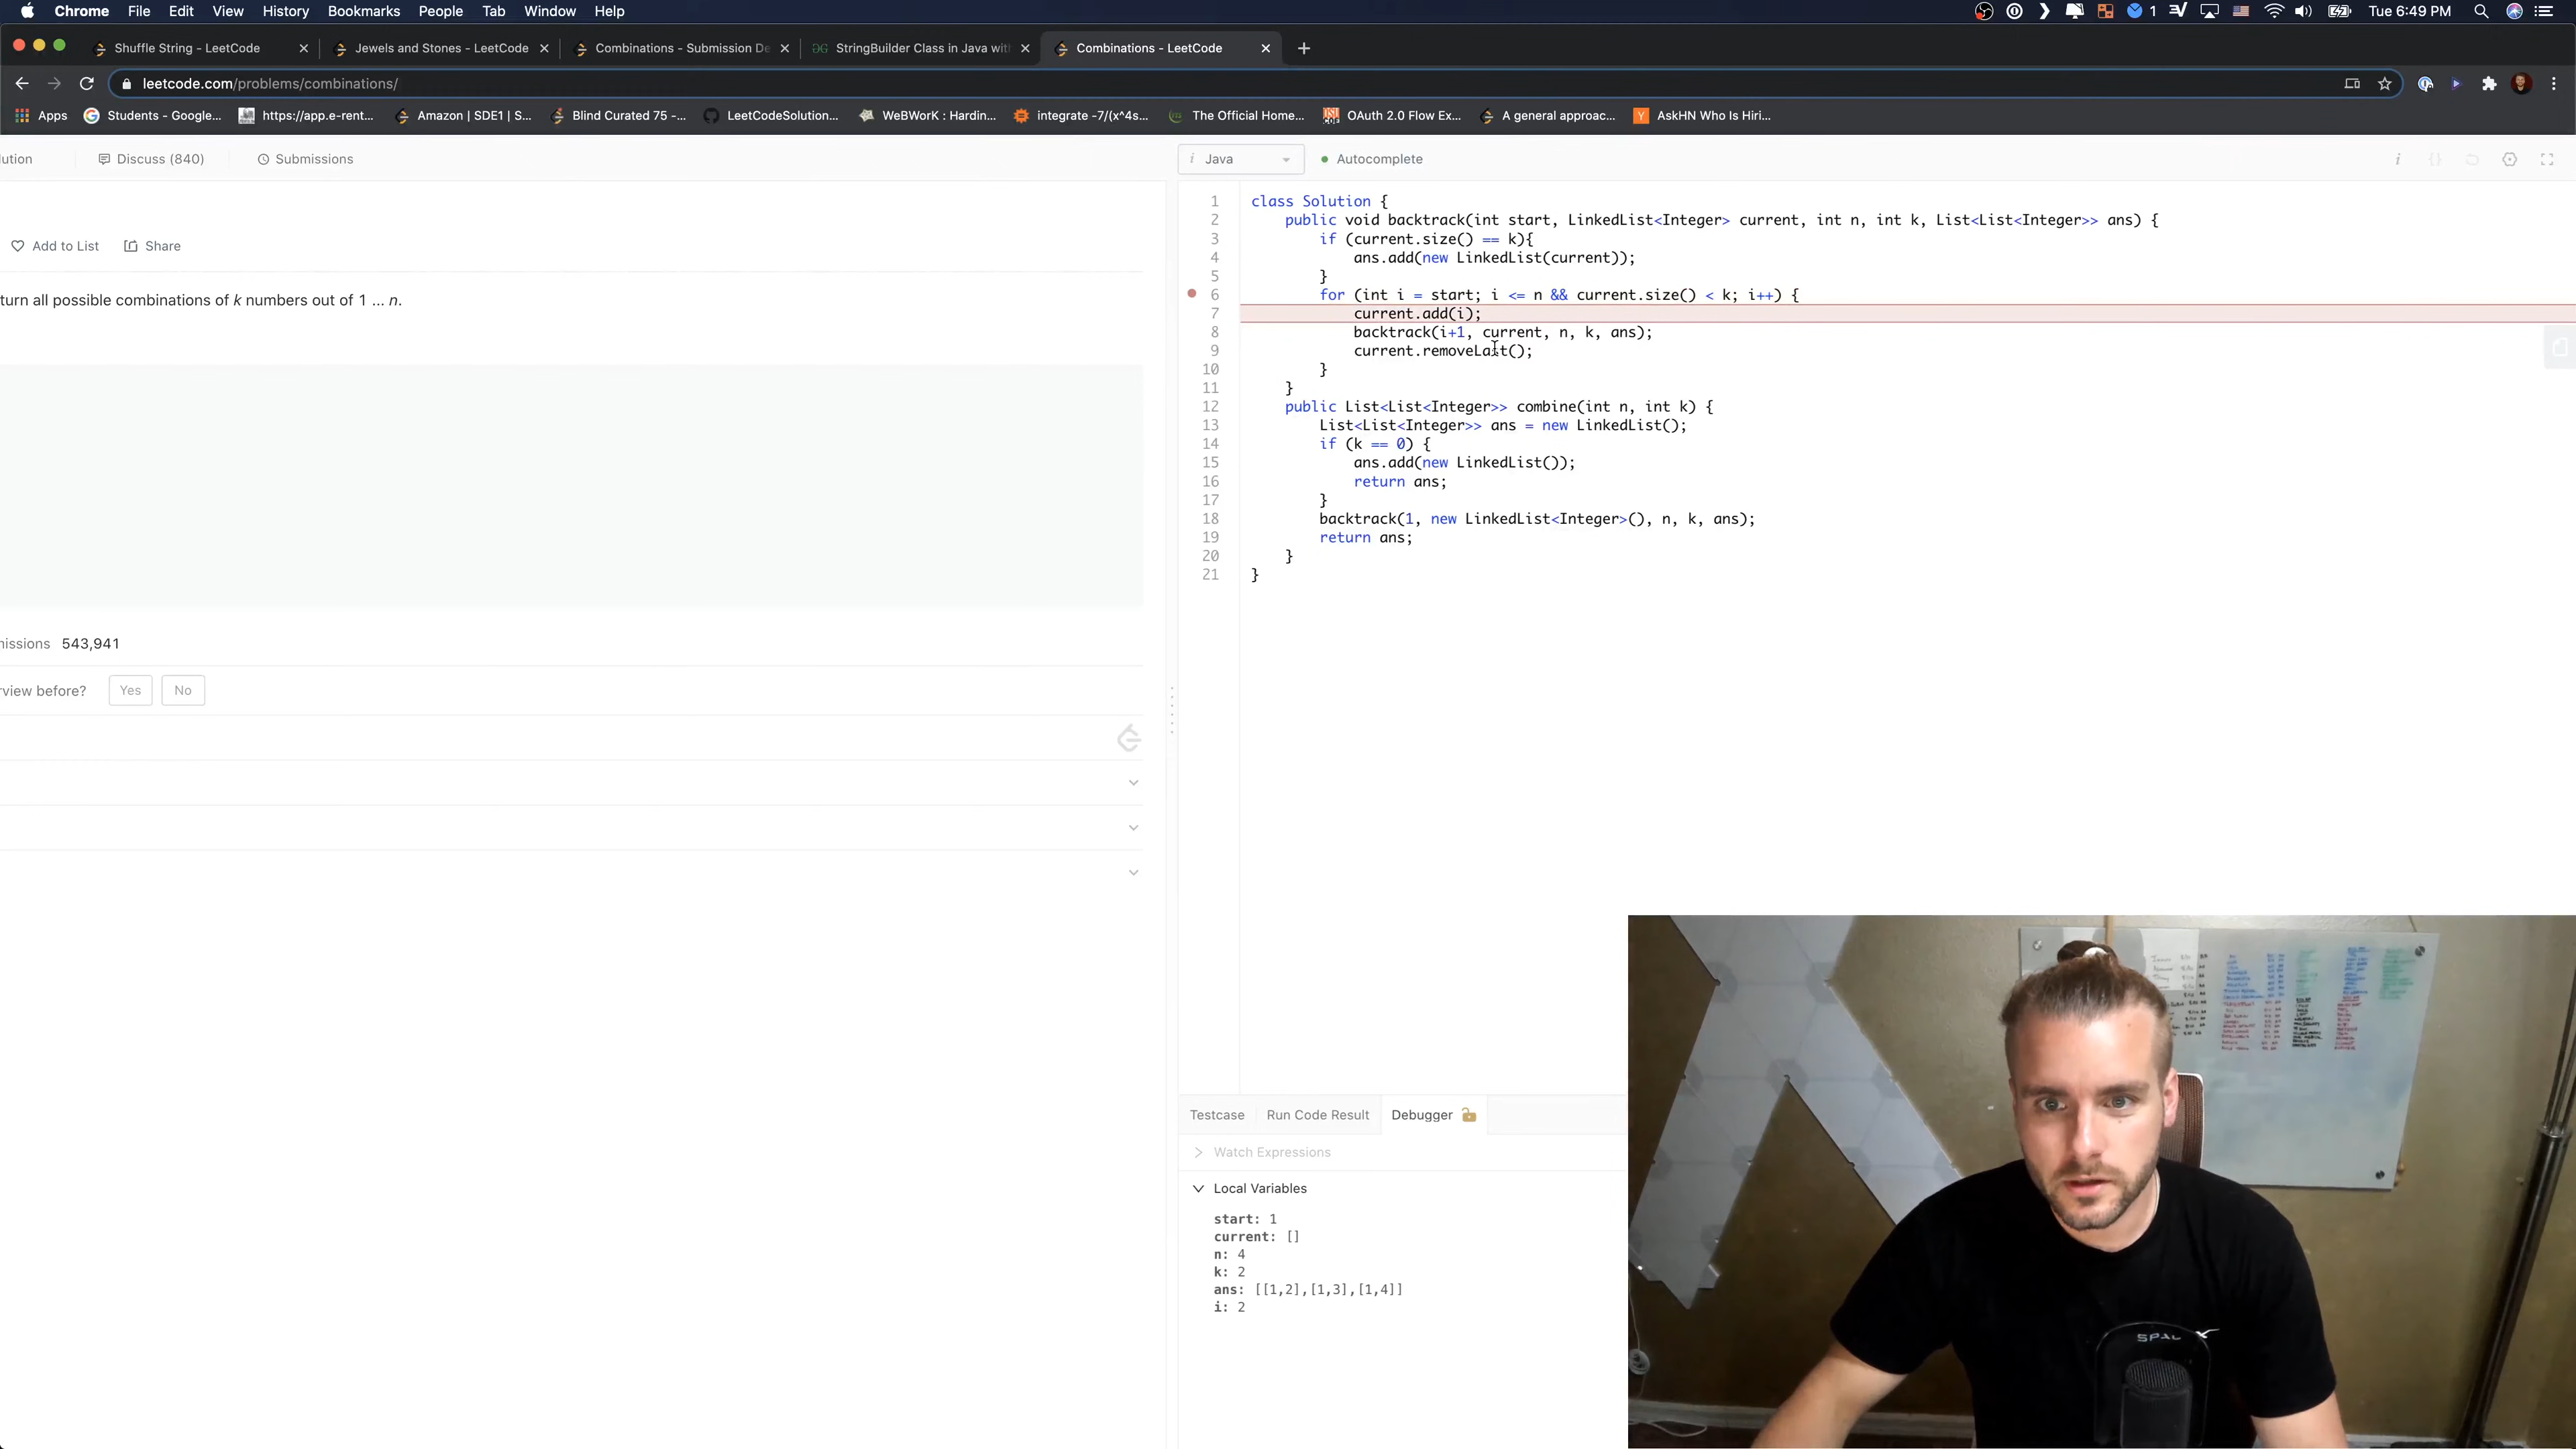 Chrome File Edit View History Bookmarks People Tab Window Help 1 Tue 6:49 PM
Shuffle String - LeetCode Jewels and Stones - LeetCode Combinations - Submission De StringBuilder Class in Java wit Combinations - LeetCode
leetcode.com/problems/combinations/
Apps Students - Google... https://app.e-rent... Amazon | SDE1 | S... Blind Curated 75 -... LeetCodeSolution... WeBWorK : Hardin... integrate -7/(x^4s... The Official Home... OAuth 2.0 Flow Ex... A general approac... AskHN Who Is Hiri...
lution Discuss (840) Submissions
Add to List Share
turn all possible combinations of k numbers out of 1 ... n.
nissions 543,941
rview before? Yes No
i Java Autocomplete
1 class Solution {
2 public void backtrack(int start, LinkedList<Integer> current, int n, int k, List<List<Integer>> ans) {
3 if (current.size() == k){
4 ans.add(new LinkedList(current));
5 }
6 for (int i = start; i <= n && current.size() < k; i++) {
7 current.add(i);
8 backtrack(i+1, current, n, k, ans);
9 current.removeLast();
10 }
11 }
12 public List<List<Integer>> combine(int n, int k) {
13 List<List<Integer>> ans = new LinkedList();
14 if (k == 0) {
15 ans.add(new LinkedList());
16 return ans;
17 }
18 backtrack(1, new LinkedList<Integer>(), n, k, ans);
19 return ans;
20 }
21 }
Testcase Run Code Result Debugger
Watch Expressions
Local Variables
start: 1
current: []
n: 4
k: 2
ans: [[1,2],[1,3],[1,4]]
i: 2